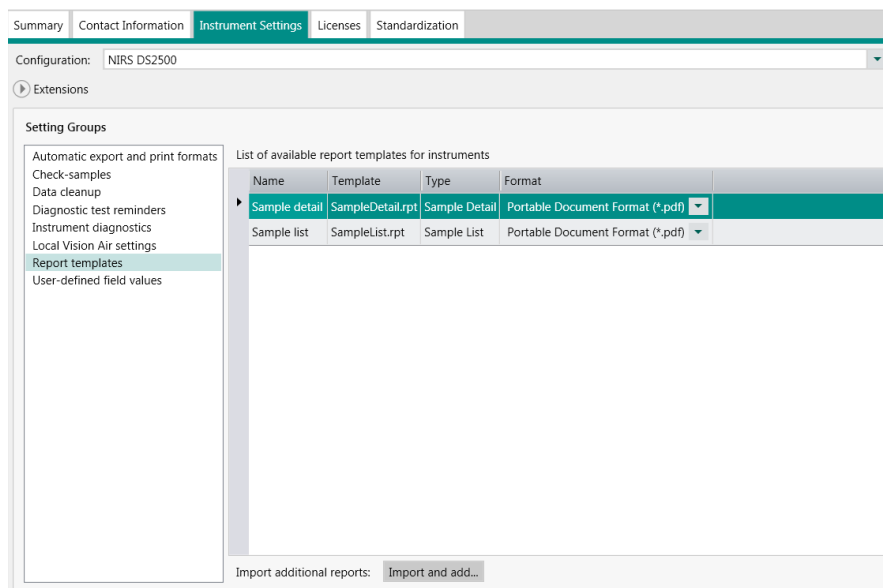 Summary Contact Information Instrument Settings Licenses Standardization
Configuration: NIRS DS2500
Extensions
Setting Groups
Automatic export and print formats
Check-samples
Data cleanup
Diagnostic test reminders
Instrument diagnostics
Local Vision Air settings
Report templates
User-defined field values
List of available report templates for instruments
Name Template Type Format
Sample detail SampleDetail.rpt Sample Detail Portable Document Format (*.pdf)
Sample list SampleList.rpt Sample List Portable Document Format (*.pdf)
Import additional reports: Import and add...